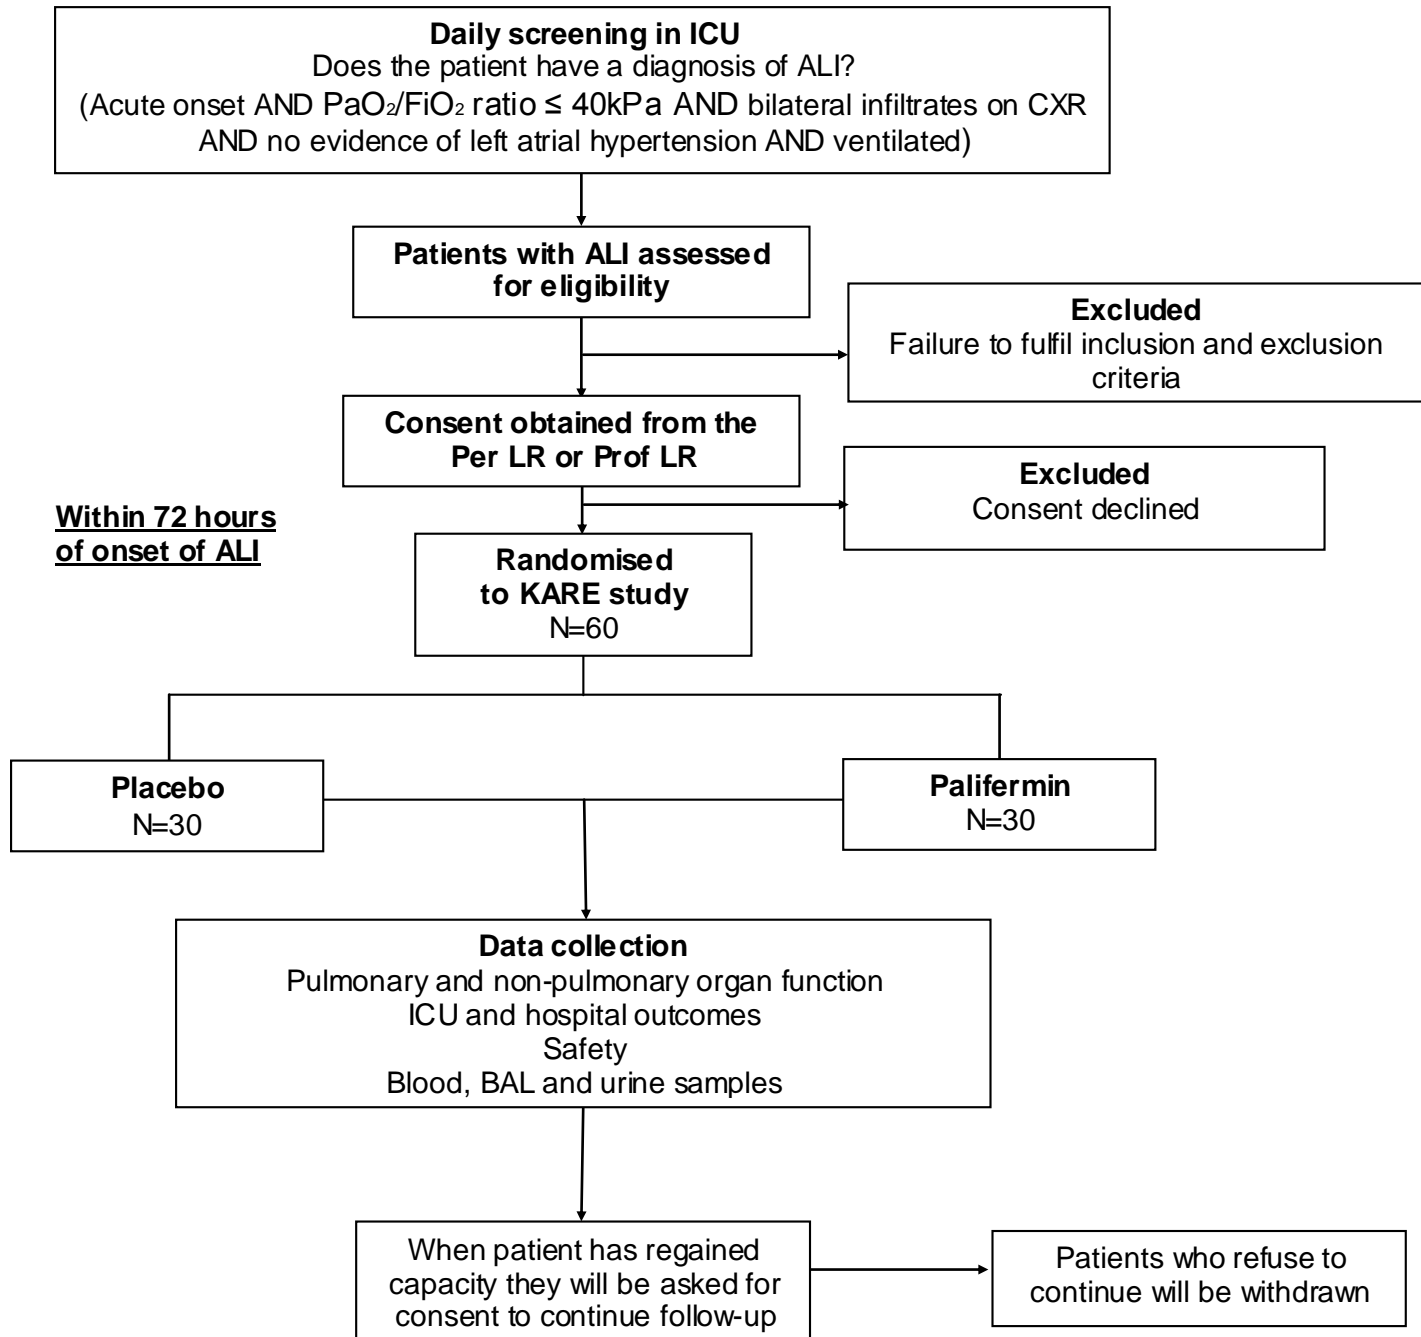 Daily screening in ICU
Does the patient have a diagnosis of ALI?
(Acute onset AND PaO₂/FiO₂ ratio ≤ 40kPa AND bilateral infiltrates on CXR
AND no evidence of left atrial hypertension AND ventilated)
Patients with ALI assessed
for eligibility
Excluded
Failure to fulfil inclusion and exclusion
criteria
Consent obtained from the
Per LR or Prof LR
Excluded
Consent declined
Within 72 hours
of onset of ALI
Randomised
to KARE study
N=60
Placebo
N=30
Palifermin
N=30
Data collection
Pulmonary and non-pulmonary organ function
ICU and hospital outcomes
Safety
Blood, BAL and urine samples
When patient has regained
capacity they will be asked for
consent to continue follow-up
Patients who refuse to
continue will be withdrawn